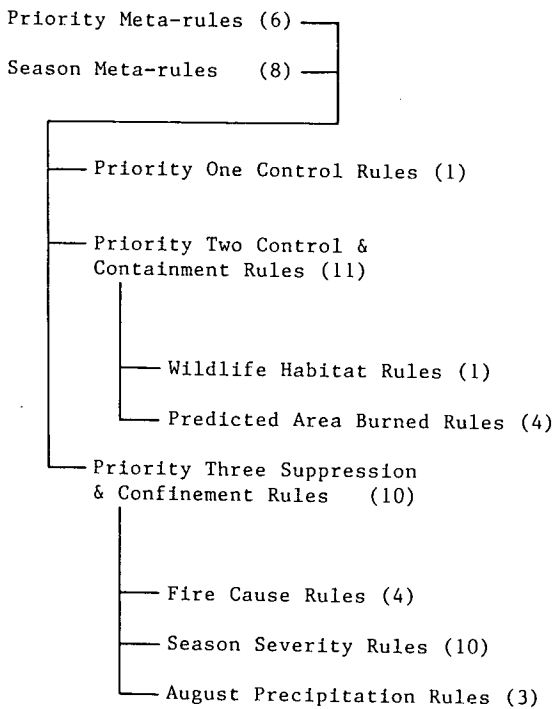 Priority Meta-rules (6)
Season Meta-rules (8)
Priority One Control Rules (1)
Priority Two Control &
Containment Rules (11)
Wildlife Habitat Rules (1)
Predicted Area Burned Rules (4)
Priority Three Suppression
& Confinement Rules (10)
Fire Cause Rules (4)
Season Severity Rules (10)
August Precipitation Rules (3)